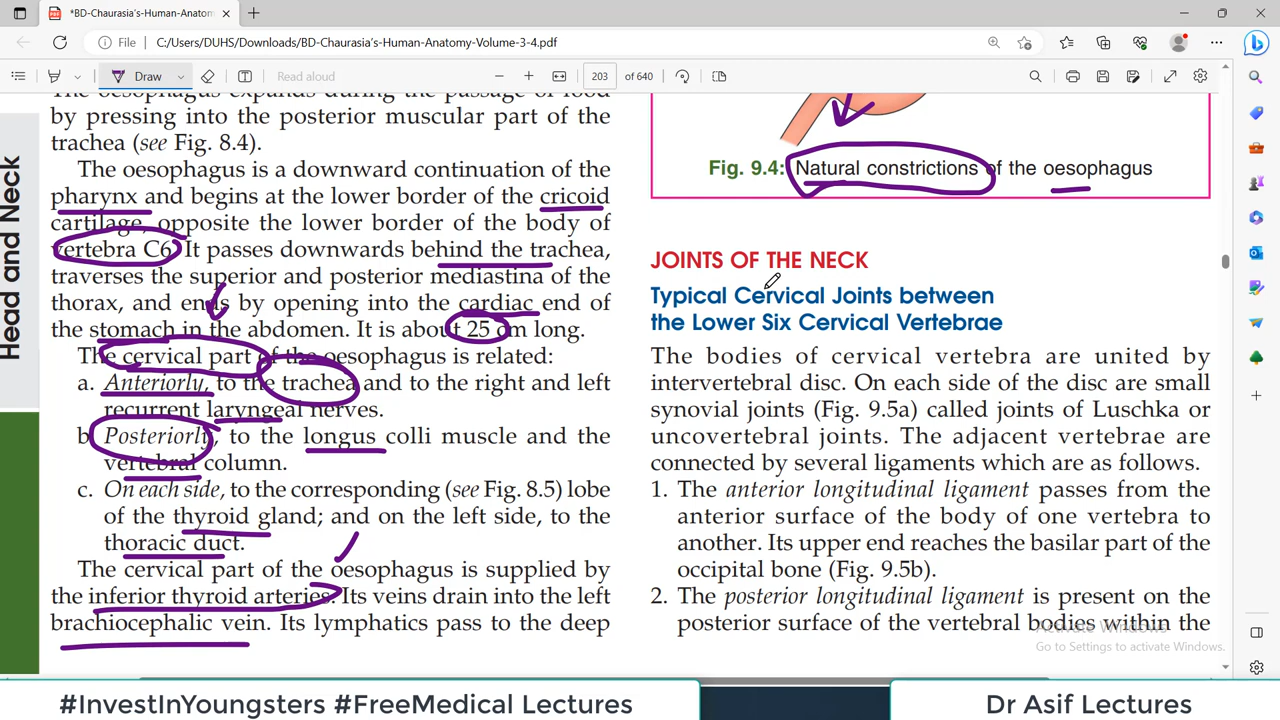 *BD-Chaurasia's-Human-Anatom
File
C:/Users/DUHS/Downloads/BD-Chaurasia's-Human-Anatomy-Volume-3-4.pdf
Draw
Read aloud
203
of 640
Head and Neck
The oesophagus expands during the passage of food
by pressing into the posterior muscular part of the
trachea (see Fig. 8.4).
The oesophagus is a downward continuation of the
pharynx and begins at the lower border of the cricoid
cartilage, opposite the lower border of the body of
vertebra C6. It passes downwards behind the trachea,
traverses the superior and posterior mediastina of the
thorax, and ends by opening into the cardiac end of
the stomach in the abdomen. It is about 25 cm long.
The cervical part of the oesophagus is related:
a. Anteriorly, to the trachea and to the right and left
recurrent laryngeal nerves.
b. Posteriorly, to the longus colli muscle and the
vertebral column.
c. On each side, to the corresponding (see Fig. 8.5) lobe
of the thyroid gland; and on the left side, to the
thoracic duct.
The cervical part of the oesophagus is supplied by
the inferior thyroid arteries. Its veins drain into the left
brachiocephalic vein. Its lymphatics pass to the deep
Fig. 9.4: Natural constrictions of the oesophagus
JOINTS OF THE NECK
Typical Cervical Joints between
the Lower Six Cervical Vertebrae
The bodies of cervical vertebra are united by
intervertebral disc. On each side of the disc are small
synovial joints (Fig. 9.5a) called joints of Luschka or
uncovertebral joints. The adjacent vertebrae are
connected by several ligaments which are as follows.
1. The anterior longitudinal ligament passes from the
anterior surface of the body of one vertebra to
another. Its upper end reaches the basilar part of the
occipital bone (Fig. 9.5b).
2. The posterior longitudinal ligament is present on the
posterior surface of the vertebral bodies within the
Activate Windows
Go to Settings to activate Windows.
#InvestInYoungsters #FreeMedical Lectures
Dr Asif Lectures